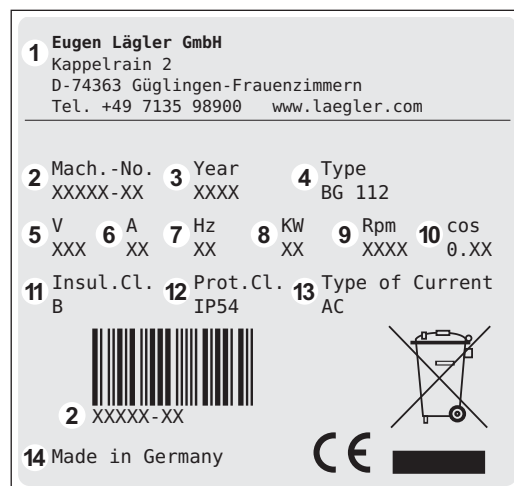 1 Eugen Lägler GmbH
Kappelrain 2
D-74363 Güglingen-Frauenzimmern
Tel. +49 7135 98900 www.laegler.com
2 Mach.-No. 3 Year 4 Type
XXXXX-XX XXXX BG 112
5 V 6 A 7 Hz 8 KW 9 Rpm 10 cos
XXX XX XX XX XXXX 0.XX
11 Insul.Cl. 12 Prot.Cl. 13 Type of Current
B IP54 AC
2 XXXXX-XX
14 Made in Germany CE